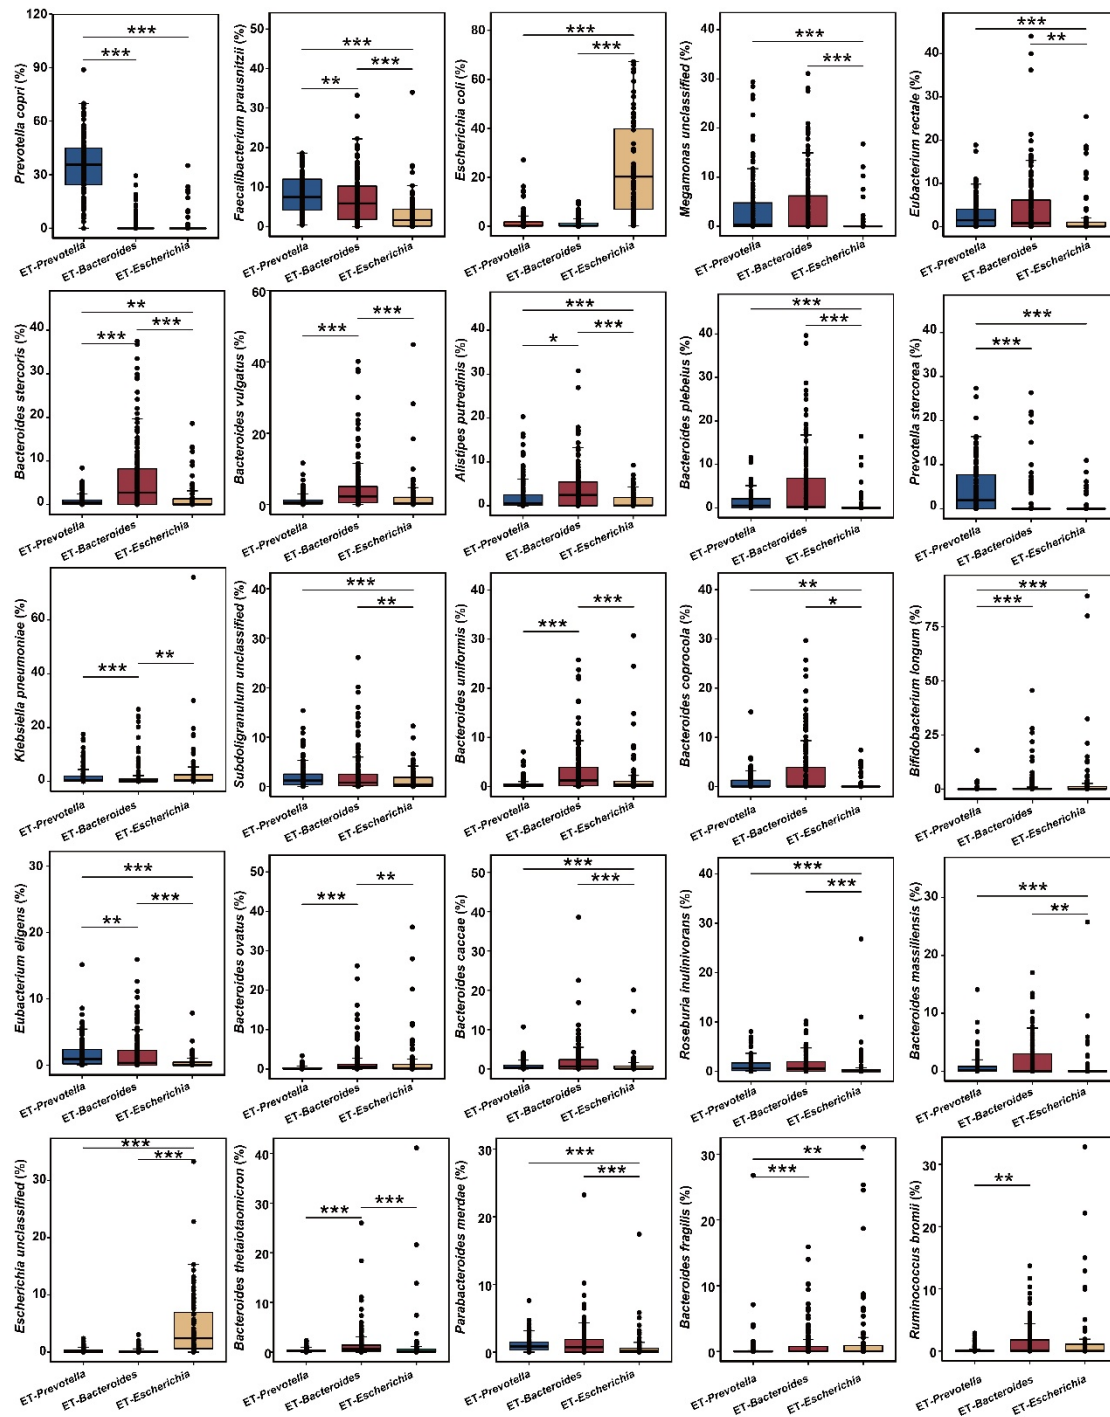 Prevotella copri (%)
120
90
60
30
0
***
***
ET-Prevotella
ET-Bacteroides
ET-Escherichia
Faecalibacterium prausnitzii (%)
50
40
30
20
10
0
***
***
**
ET-Prevotella
ET-Bacteroides
ET-Escherichia
Escherichia coli (%)
80
60
40
20
0
***
***
ET-Prevotella
ET-Bacteroides
ET-Escherichia
Megamonas unclassified (%)
40
30
20
10
0
***
***
ET-Prevotella
ET-Bacteroides
ET-Escherichia
Eubacterium rectale (%)
40
30
20
10
0
***
**
ET-Prevotella
ET-Bacteroides
ET-Escherichia
Bacteroides stercoris (%)
40
30
20
10
0
**
***
***
ET-Prevotella
ET-Bacteroides
ET-Escherichia
Bacteroides vulgatus (%)
60
40
20
0
***
***
ET-Prevotella
ET-Bacteroides
ET-Escherichia
Alistipes putredinis (%)
40
30
20
10
0
***
***
*
ET-Prevotella
ET-Bacteroides
ET-Escherichia
Bacteroides plebeius (%)
40
30
20
10
0
***
***
ET-Prevotella
ET-Bacteroides
ET-Escherichia
Prevotella stercorea (%)
40
30
20
10
0
***
***
ET-Prevotella
ET-Bacteroides
ET-Escherichia
Klebsiella pneumoniae (%)
60
40
20
0
***
**
ET-Prevotella
ET-Bacteroides
ET-Escherichia
Subdoligranulum unclassified (%)
40
30
20
10
0
***
**
ET-Prevotella
ET-Bacteroides
ET-Escherichia
Bacteroides uniformis (%)
40
30
20
10
0
***
***
ET-Prevotella
ET-Bacteroides
ET-Escherichia
Bacteroides coprocola (%)
40
30
20
10
0
**
*
ET-Prevotella
ET-Bacteroides
ET-Escherichia
Bifidobacterium longum (%)
75
50
25
0
***
***
ET-Prevotella
ET-Bacteroides
ET-Escherichia
Eubacterium eligens (%)
30
20
10
0
***
***
**
ET-Prevotella
ET-Bacteroides
ET-Escherichia
Bacteroides ovatus (%)
50
40
30
20
10
0
**
***
ET-Prevotella
ET-Bacteroides
ET-Escherichia
Bacteroides caccae (%)
50
40
30
20
10
0
***
***
ET-Prevotella
ET-Bacteroides
ET-Escherichia
Roseburia inulinivorans (%)
40
30
20
10
0
***
***
ET-Prevotella
ET-Bacteroides
ET-Escherichia
Bacteroides massiliensis (%)
30
20
10
0
***
**
ET-Prevotella
ET-Bacteroides
ET-Escherichia
Escherichia unclassified (%)
30
20
10
0
***
***
ET-Prevotella
ET-Bacteroides
ET-Escherichia
Bacteroides thetaiotaomicron (%)
40
30
20
10
0
***
***
ET-Prevotella
ET-Bacteroides
ET-Escherichia
Parabacteroides merdae (%)
30
20
10
0
***
***
ET-Prevotella
ET-Bacteroides
ET-Escherichia
Bacteroides fragilis (%)
30
20
10
0
**
***
ET-Prevotella
ET-Bacteroides
ET-Escherichia
Ruminococcus bromii (%)
30
20
10
0
**
ET-Prevotella
ET-Bacteroides
ET-Escherichia